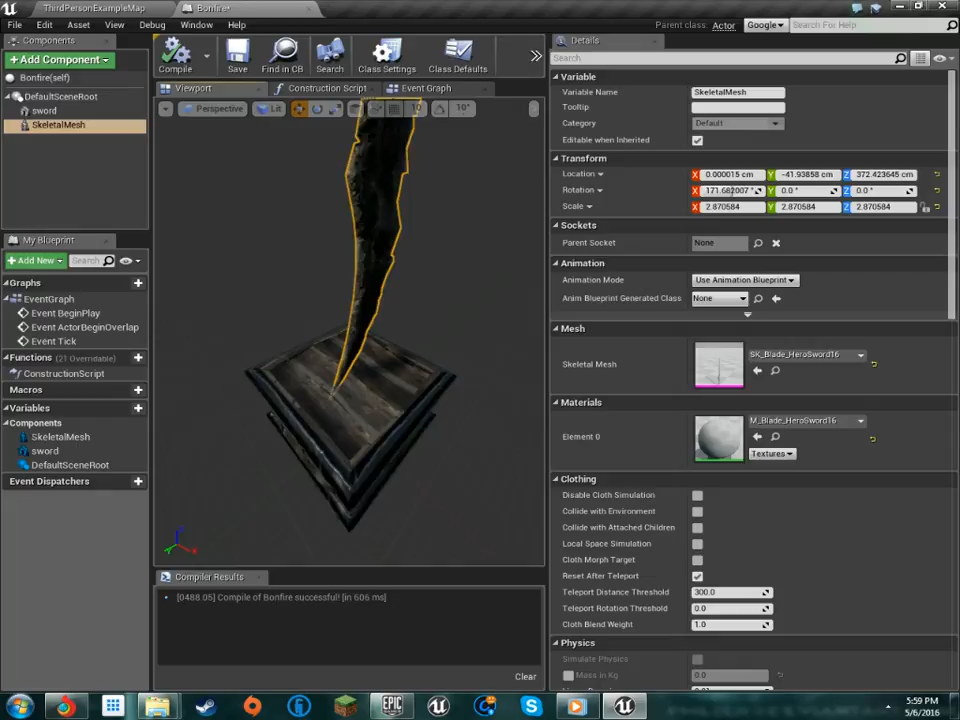 ThirdPersonExampleMap
Bonfire*
File Edit Asset View Debug Window Help
Parent class: Actor
Google
Search For Help
Components
+ Add Component
Bonfire(self)
DefaultSceneRoot
sword
SkeletalMesh
Compile
Save
Find in CB
Search
Class Settings
Class Defaults
Viewport
Construction Script
Event Graph
Perspective
Lit
10
10°
My Blueprint
+ Add New
Search
Graphs
EventGraph
Event BeginPlay
Event ActorBeginOverlap
Event Tick
Functions (21 Overridable)
ConstructionScript
Macros
Variables
Components
SkeletalMesh
sword
DefaultSceneRoot
Event Dispatchers
Compiler Results
[0488.05] Compile of Bonfire successful! [in 606 ms]
Clear
Details
Search
Variable
Variable Name SkeletalMesh
Tooltip
Category Default
Editable when Inherited
Transform
Location X 0.000015 cm Y -41.93858 cm Z 372.423645 cm
Rotation X 171.682007 ° Y 0.0 ° Z 0.0 °
Scale X 2.870584 Y 2.870584 Z 2.870584
Sockets
Parent Socket None
Animation
Animation Mode Use Animation Blueprint
Anim Blueprint Generated Class None
Mesh
Skeletal Mesh SK_Blade_HeroSword16
Materials
Element 0 M_Blade_HeroSword16
Textures
Clothing
Disable Cloth Simulation
Collide with Environment
Collide with Attached Children
Local Space Simulation
Cloth Morph Target
Reset After Teleport
Teleport Distance Threshold 300.0
Teleport Rotation Threshold 0.0
Cloth Blend Weight 1.0
Physics
Simulate Physics
Mass in Kg 0.0
EPIC
5:59 PM
5/6/2016